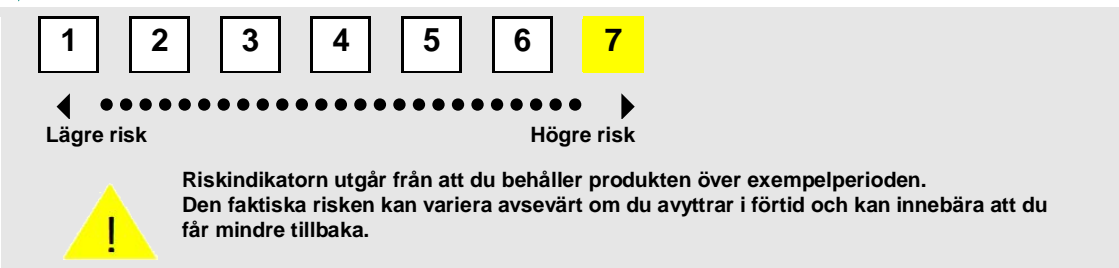 1 2 3 4 5 6 7
Lägre risk Högre risk
Riskindikatorn utgår från att du behåller produkten över exempelperioden.
Den faktiska risken kan variera avsevärt om du avyttrar i förtid och kan innebära att du
får mindre tillbaka.
!